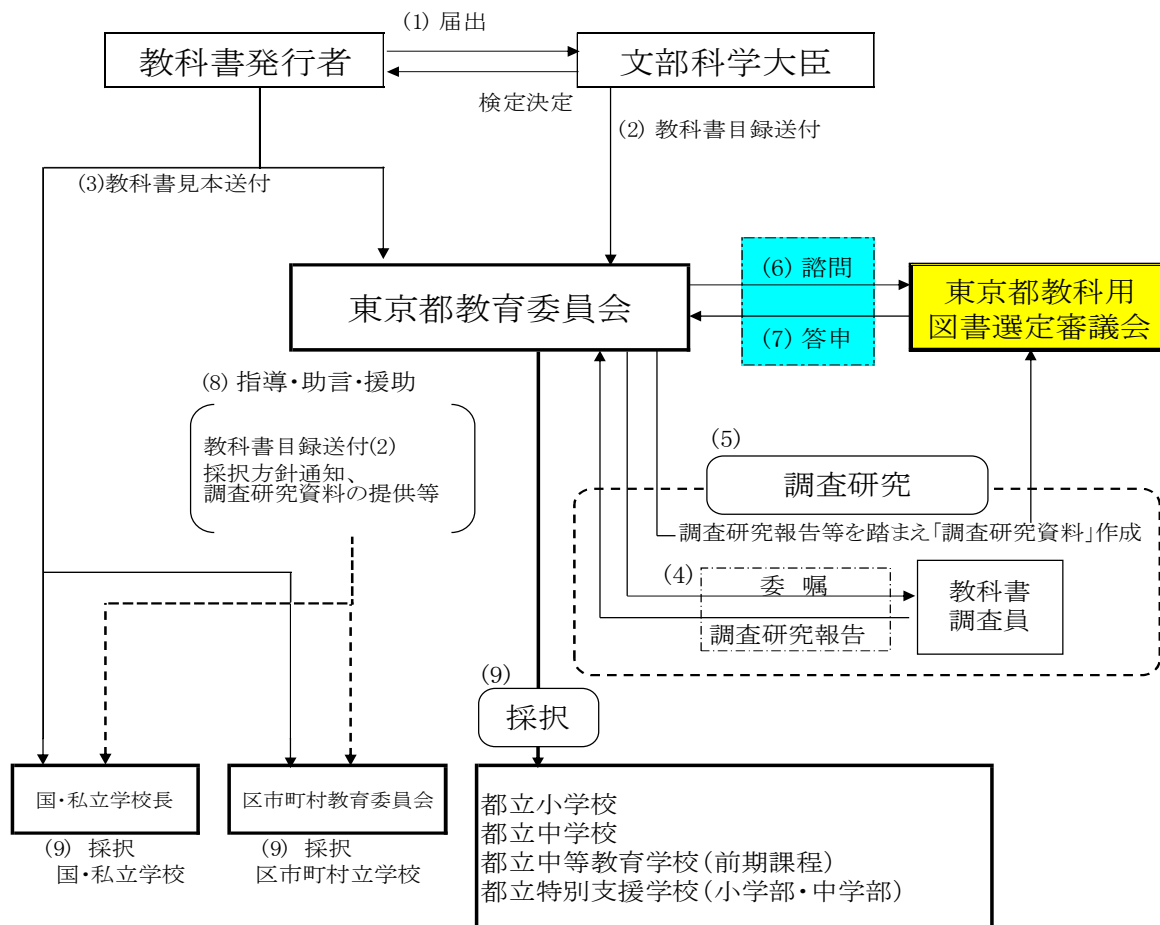 (1) 届出
教科書発行者
文部科学大臣
検定決定
(2) 教科書目録送付
(3)教科書見本送付
(6) 諮問
東京都教育委員会
東京都教科用
図書選定審議会
(7) 答申
(8) 指導・助言・援助
教科書目録送付(2)
採択方針通知、
調査研究資料の提供等
(5)
調査研究
調査研究報告等を踏まえ「調査研究資料」作成
(4)
委 嘱
教科書
調査員
調査研究報告
(9)
採択
国・私立学校長
区市町村教育委員会
(9) 採択
国・私立学校
(9) 採択
区市町村立学校
都立小学校
都立中学校
都立中等教育学校(前期課程)
都立特別支援学校(小学部・中学部)